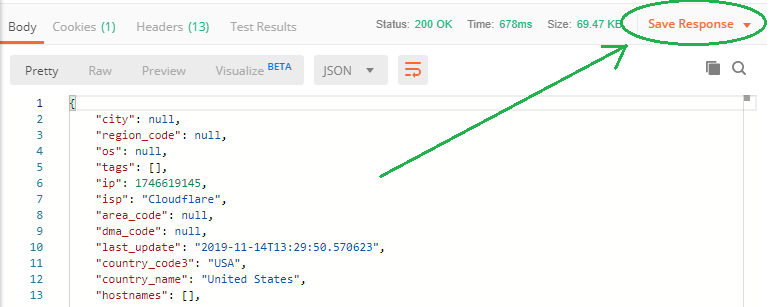 Body Cookies (1) Headers (13) Test Results Status: 200 OK Time: 678ms Size: 69.47 KB Save Response
Pretty Raw Preview Visualize BETA JSON
1 {
2 "city": null,
3 "region_code": null,
4 "os": null,
5 "tags": [],
6 "ip": 1746619145,
7 "isp": "Cloudflare",
8 "area_code": null,
9 "dma_code": null,
10 "last_update": "2019-11-14T13:29:50.570623",
11 "country_code3": "USA",
12 "country_name": "United States",
13 "hostnames": [],